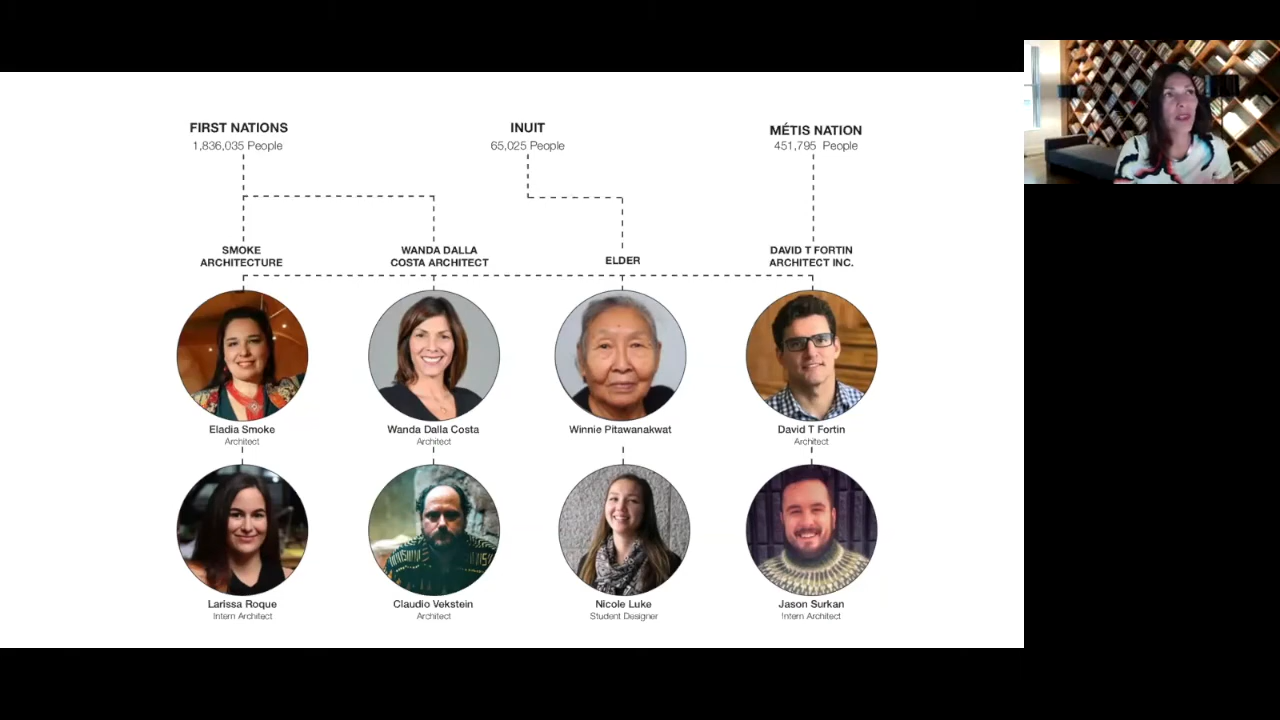 FIRST NATIONS
1,836,035 People
INUIT
65,025 People
MÉTIS NATION
451,795 People
SMOKE
ARCHITECTURE
WANDA DALLA
COSTA ARCHITECT
ELDER
DAVID T FORTIN
ARCHITECT INC.
Eladia Smoke
Architect
Wanda Dalla Costa
Architect
Winnie Pitawanakwat
David T Fortin
Architect
Larissa Roque
Intern Architect
Claudio Vekstein
Architect
Nicole Luke
Student Designer
Jason Surkan
Intern Architect